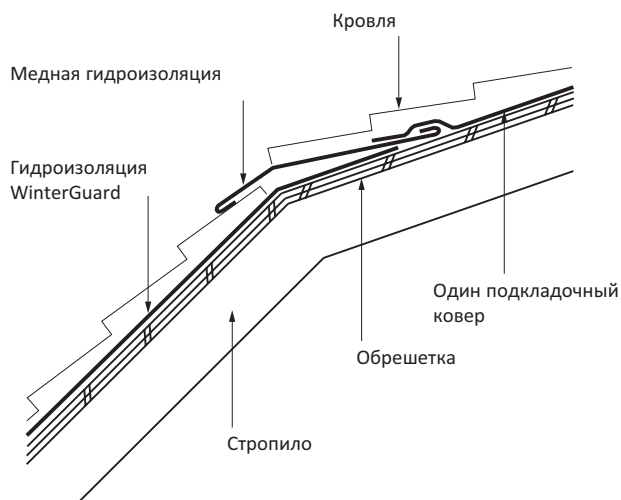 Кровля
Медная гидроизоляция
Гидроизоляция
WinterGuard
Один подкладочный
ковер
Обрешетка
Стропило